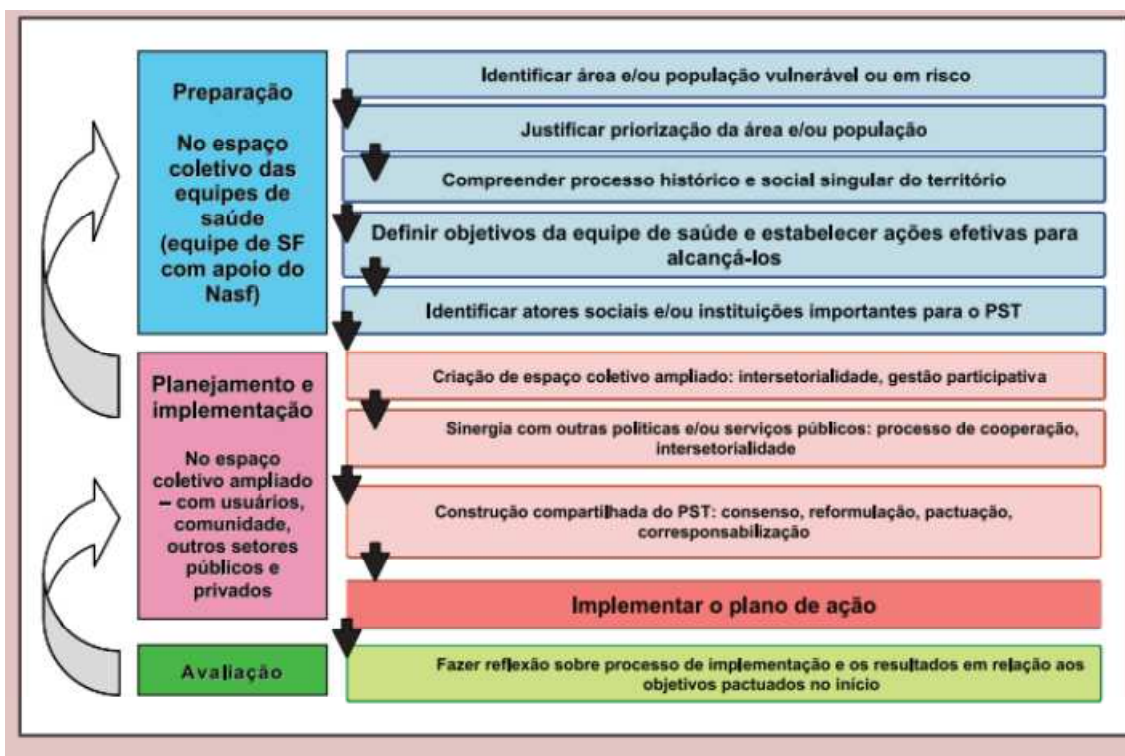 Preparação
No espaço
coletivo das
equipes de
saúde
(equipe de SF
com apoio do
Nasf)
Identificar área e/ou população vulnerável ou em risco
Justificar priorização da área e/ou população
Compreender processo histórico e social singular do território
Definir objetivos da equipe de saúde e estabelecer ações efetivas para
alcançá-los
Identificar atores sociais e/ou instituições importantes para o PST
Planejamento e
implementação
No espaço
coletivo ampliado
– com usuários,
comunidade,
outros setores
públicos e
privados
Criação de espaço coletivo ampliado: intersetorialidade, gestão participativa
Sinergia com outras políticas e/ou serviços públicos: processo de cooperação,
intersetorialidade
Construção compartilhada do PST: consenso, reformulação, pactuação,
corresponsabilização
Implementar o plano de ação
Avaliação
Fazer reflexão sobre processo de implementação e os resultados em relação aos
objetivos pactuados no início